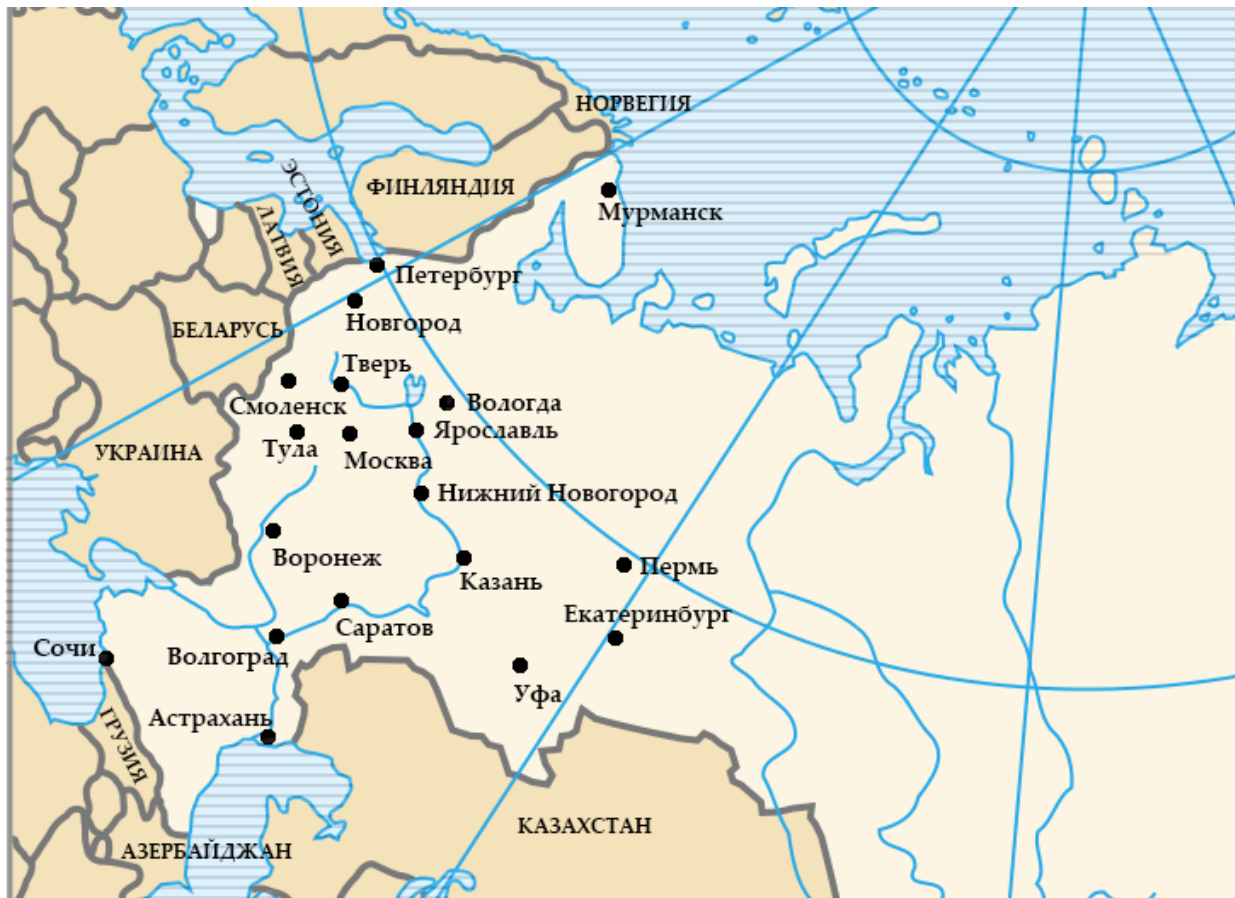 НОРВЕГИЯ
ЭСТОНИЯ
ФИНЛЯНДИЯ
ЛАТВИЯ
Мурманск
Петербург
Новгород
БЕЛАРУСЬ
Тверь
Смоленск
Вологда
Ярославль
УКРАИНА
Тула
Москва
Нижний Новогород
Воронеж
Казань
Пермь
Екатеринбург
Саратов
Сочи
Волгоград
Уфа
Астрахань
ГРУЗИЯ
КАЗАХСТАН
АЗЕРБАЙДЖАН